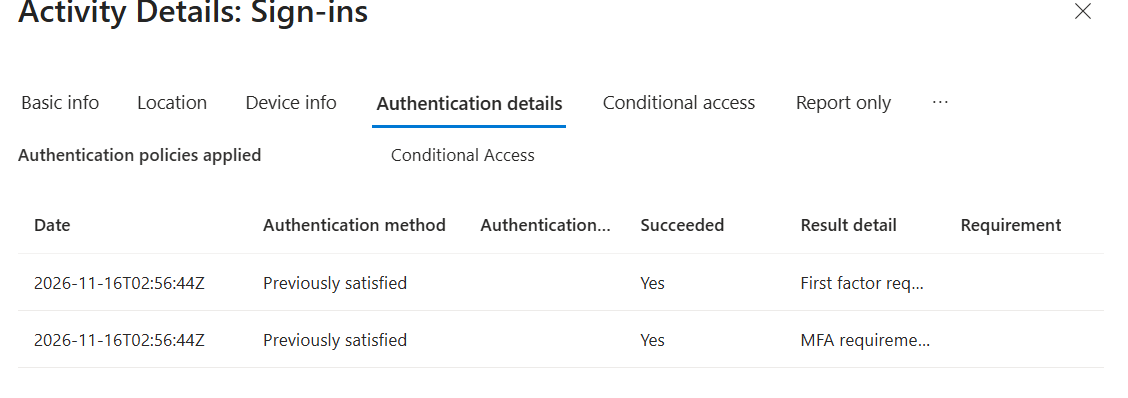 Activity Details: Sign-ins
Basic info Location Device info Authentication details Conditional access Report only ...
Authentication policies applied Conditional Access
Date Authentication method Authentication... Succeeded Result detail Requirement
2026-11-16T02:56:44Z Previously satisfied Yes First factor req...
2026-11-16T02:56:44Z Previously satisfied Yes MFA requireme...